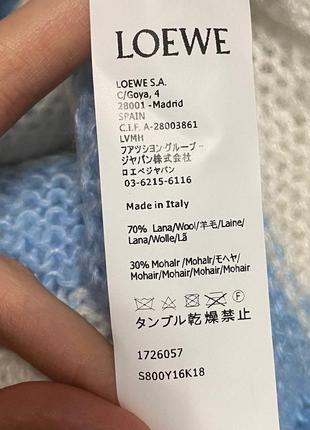 LOEWE
LOEWE S.A.
C/Goya, 4
28001 -Madrid
SPAIN
C.I.F. A-28003861
LVMH
フアツシヨン·グループ-
ジャパン株式会社
ロエベジャパン
03-6215-6116
Made in Italy
70% Lana/Wool/羊毛/Laine/
Lana/Wolle/Lã
30% Mohair /Mohair/モヘヤ/
Mohair/Mohair/Mohair/Mohair
F
タンブル乾燥禁止
1726057
S800Y16K18